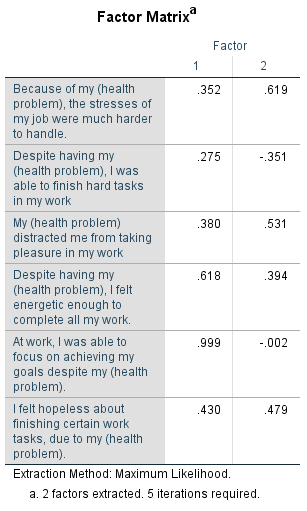 Factor Matrixa
Factor
1 2
Because of my (health
problem), the stresses of
my job were much harder
to handle.
.352 .619
Despite having my
(health problem), I was
able to finish hard tasks
in my work
.275 -.351
My (health problem)
distracted me from taking
pleasure in my work
.380 .531
Despite having my
(health problem), I felt
energetic enough to
complete all my work.
.618 .394
At work, I was able to
focus on achieving my
goals despite my (health
problem).
.999 -.002
I felt hopeless about
finishing certain work
tasks, due to my (health
problem).
.430 .479
Extraction Method: Maximum Likelihood.
a. 2 factors extracted. 5 iterations required.